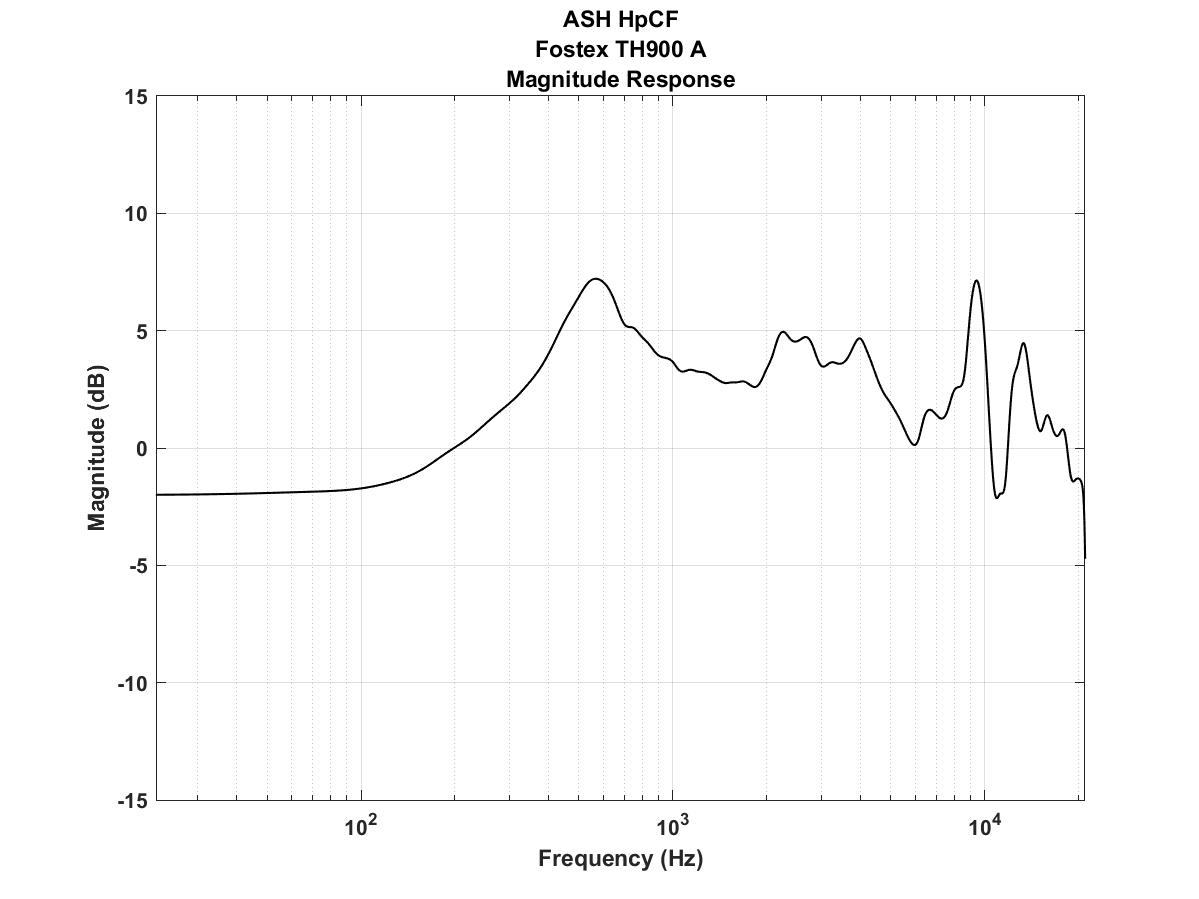 ASH HpCF
Fostex TH900 A
Magnitude Response
15
10
5
0
-5
-10
-15
Magnitude (dB)
10² 10³ 10⁴
Frequency (Hz)